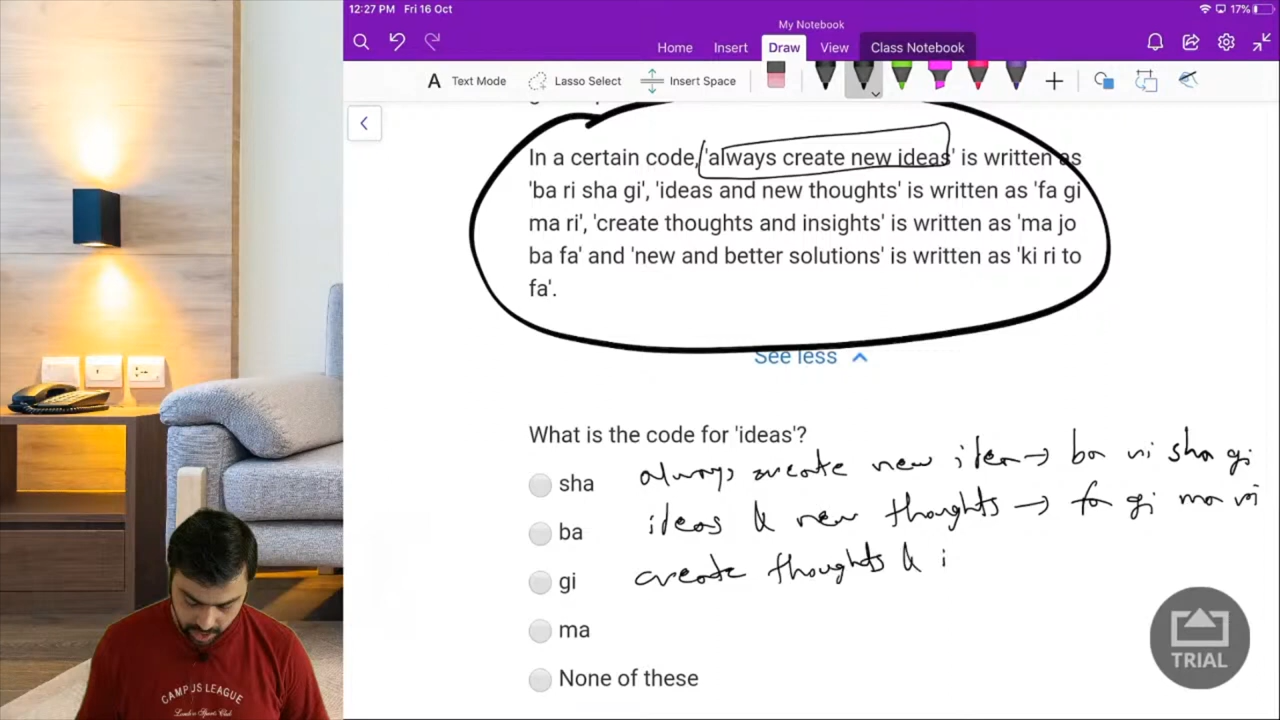 12:27 PM Fri 16 Oct
17%
My Notebook
Home Insert Draw View Class Notebook
A Text Mode Lasso Select Insert Space
In a certain code, 'always create new ideas' is written as
'ba ri sha gi', 'ideas and new thoughts' is written as 'fa gi
ma ri', 'create thoughts and insights' is written as 'ma jo
ba fa' and 'new and better solutions' is written as 'ki ri to
fa'.
See less
What is the code for 'ideas'?
always create new idea → ba ri sha gi
sha
ideas & new thoughts → fa gi ma ri
ba
create thoughts & i
gi
ma
None of these
TRIAL
CAMPUS LEAGUE
London Sports Club